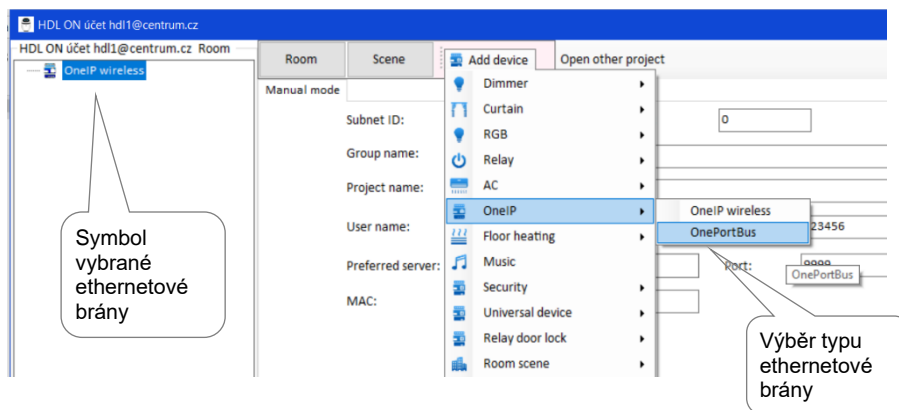 HDL ON účet hdl1@centrum.cz
HDL ON účet hdl1@centrum.cz Room
OneIP wireless
Room Scene Add device Open other project
Manual mode
Dimmer
Curtain
RGB
Relay
AC
OneIP
Floor heating
Music
Security
Universal device
Relay door lock
Room scene
OneIP wireless
OnePortBus
Subnet ID: 0
Group name:
Project name:
User name: 23456
Preferred server: Port: 9999
MAC:
OnePortBus
Symbol
vybrané
ethernetové
brány
Výběr typu
ethernetové
brány